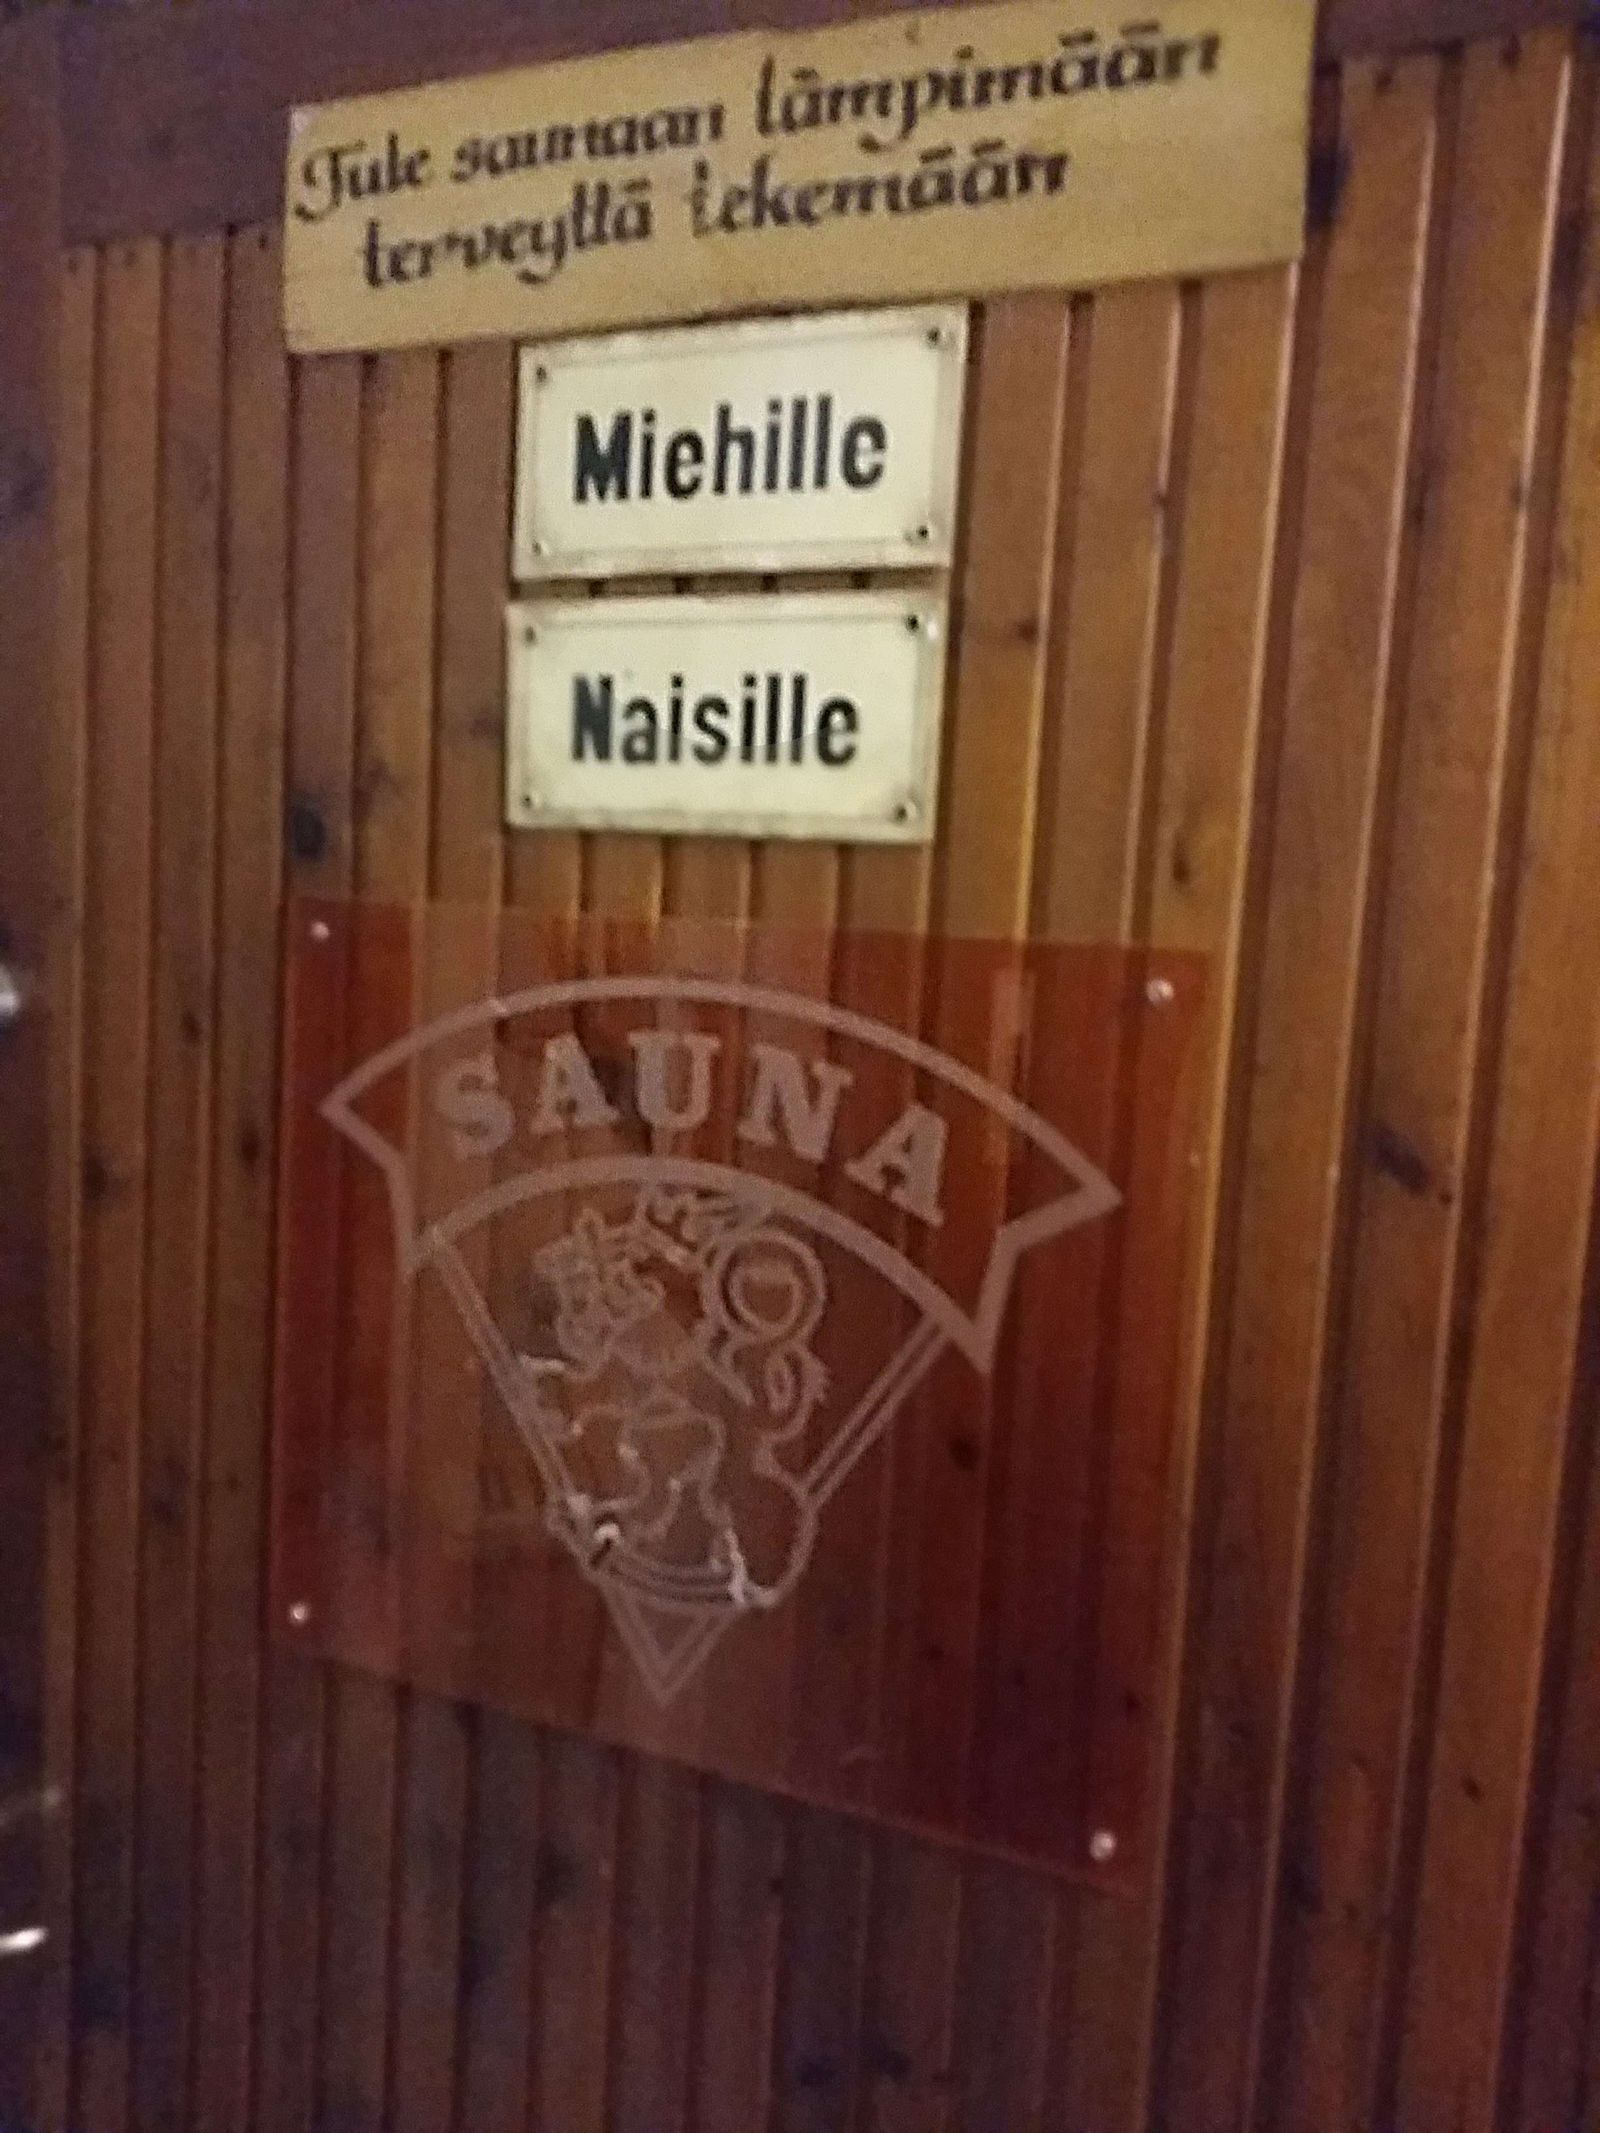 Tule saunaan lämpimään
terveyttä tekemään
Miehille
Naisille
SAUNA